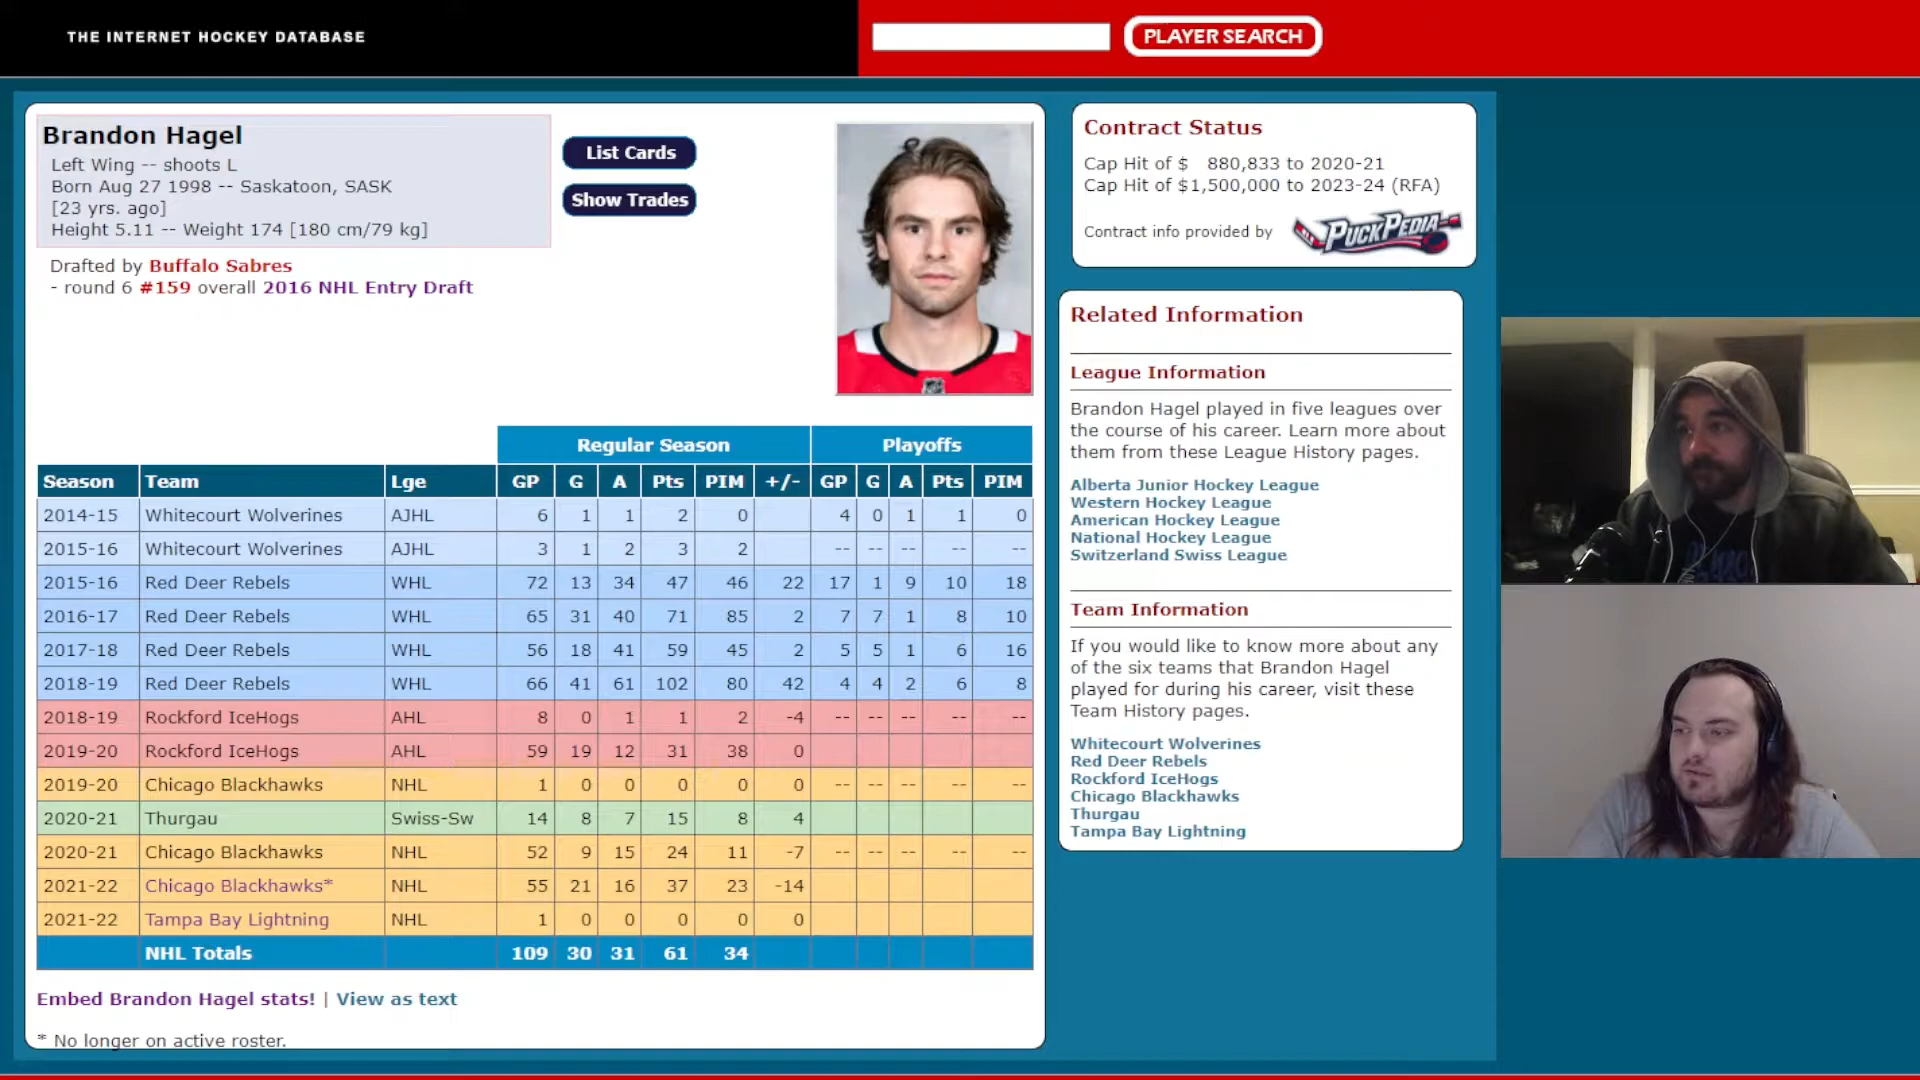 THE INTERNET HOCKEY DATABASE
PLAYER SEARCH
Brandon Hagel
Left Wing -- shoots L
Born Aug 27 1998 -- Saskatoon, SASK
[23 yrs. ago]
Height 5.11 -- Weight 174 [180 cm/79 kg]
List Cards
Show Trades
Drafted by Buffalo Sabres
- round 6 #159 overall 2016 NHL Entry Draft
Regular Season Playoffs
Season Team Lge GP G A Pts PIM +/- GP G A Pts PIM
2014-15 Whitecourt Wolverines AJHL 6 1 1 2 0 4 0 1 1 0
2015-16 Whitecourt Wolverines AJHL 3 1 2 3 2 -- -- -- -- --
2015-16 Red Deer Rebels WHL 72 13 34 47 46 22 17 1 9 10 18
2016-17 Red Deer Rebels WHL 65 31 40 71 85 2 7 7 1 8 10
2017-18 Red Deer Rebels WHL 56 18 41 59 45 2 5 5 1 6 16
2018-19 Red Deer Rebels WHL 66 41 61 102 80 42 4 4 2 6 8
2018-19 Rockford IceHogs AHL 8 0 1 1 2 -4 -- -- -- -- --
2019-20 Rockford IceHogs AHL 59 19 12 31 38 0
2019-20 Chicago Blackhawks NHL 1 0 0 0 0 0 -- -- -- -- --
2020-21 Thurgau Swiss-Sw 14 8 7 15 8 4
2020-21 Chicago Blackhawks NHL 52 9 15 24 11 -7 -- -- -- -- --
2021-22 Chicago Blackhawks* NHL 55 21 16 37 23 -14
2021-22 Tampa Bay Lightning NHL 1 0 0 0 0 0
NHL Totals 109 30 31 61 34
Embed Brandon Hagel stats! | View as text
* No longer on active roster.
Contract Status
Cap Hit of $ 880,833 to 2020-21
Cap Hit of $1,500,000 to 2023-24 (RFA)
Contract info provided by PUCKPEDIA
Related Information
League Information
Brandon Hagel played in five leagues over
the course of his career. Learn more about
them from these League History pages.
Alberta Junior Hockey League
Western Hockey League
American Hockey League
National Hockey League
Switzerland Swiss League
Team Information
If you would like to know more about any
of the six teams that Brandon Hagel
played for during his career, visit these
Team History pages.
Whitecourt Wolverines
Red Deer Rebels
Rockford IceHogs
Chicago Blackhawks
Thurgau
Tampa Bay Lightning